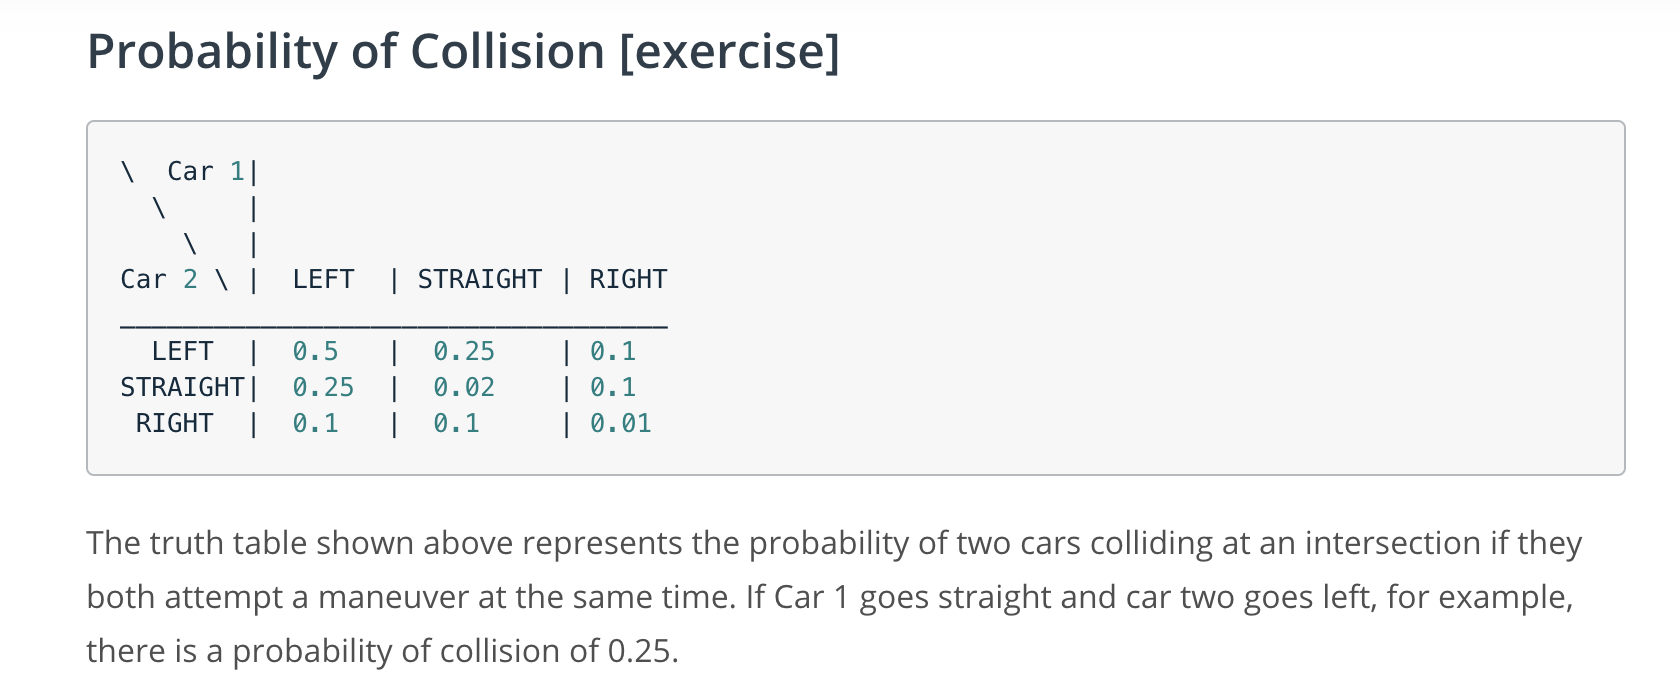 Probability of Collision [exercise]
\  Car 1|
  \     |
    \   |
Car 2 \ |  LEFT  | STRAIGHT | RIGHT
___________________________________
  LEFT  |  0.5   |  0.25    | 0.1
STRAIGHT|  0.25  |  0.02    | 0.1
 RIGHT  |  0.1   |  0.1     | 0.01
The truth table shown above represents the probability of two cars colliding at an intersection if they
both attempt a maneuver at the same time. If Car 1 goes straight and car two goes left, for example,
there is a probability of collision of 0.25.